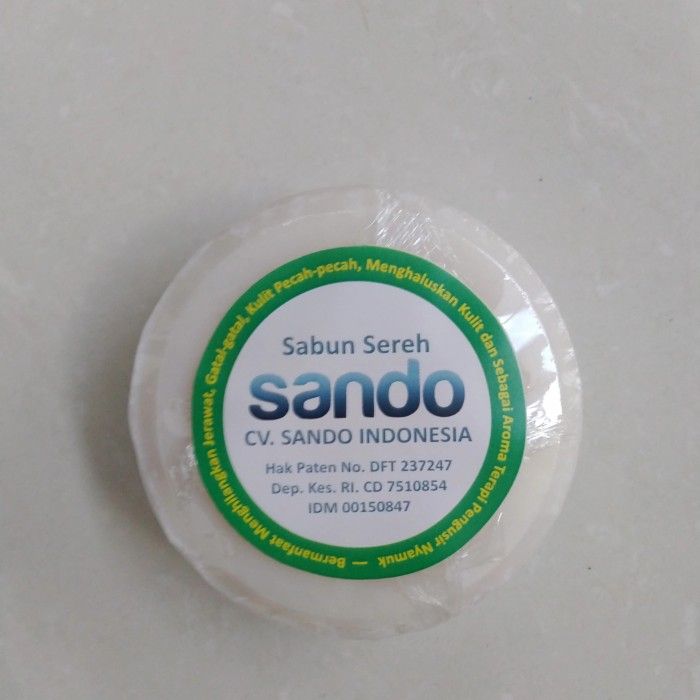 Sabun Sereh
sando
CV. SANDO INDONESIA
Hak Paten No. DFT 237247
Dep. Kes. RI. CD 7510854
IDM 00150847
Bermanfaat Menghilangkan Jerawat, Gatal-gatal, Kulit Pecah-pecah, Menghaluskan Kulit dan Sebagai Aroma Terapi Pengusir Nyamuk —